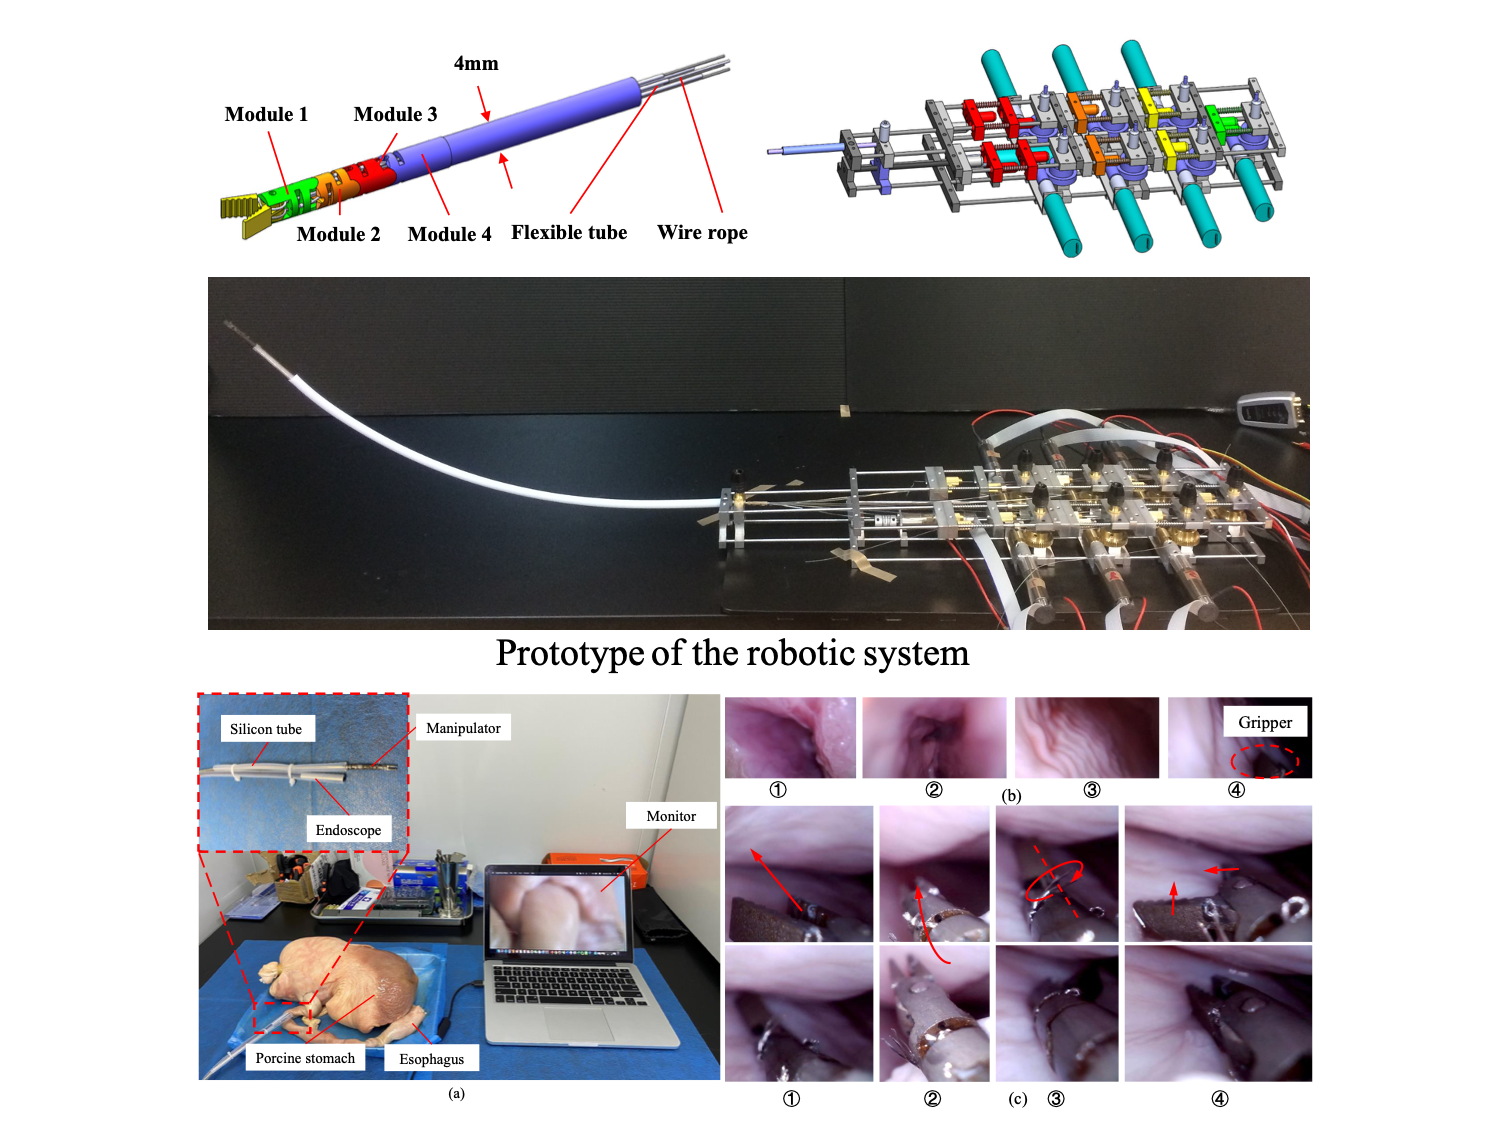 4mm
Module 1
Module 3
Module 2
Module 4
Flexible tube
Wire rope
Prototype of the robotic system
Silicon tube
Manipulator
Endoscope
Monitor
Porcine stomach
Esophagus
(a)
Gripper
①
②
③
④
(b)
①
②
(c)
③
④